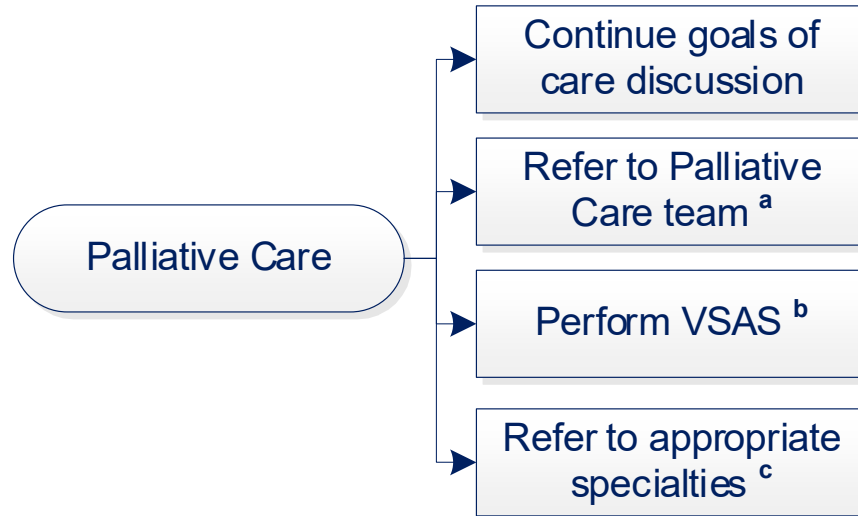 Continue goals of
care discussion
Refer to Palliative
Care team a
Palliative Care
Perform VSAS b
Refer to appropriate
specialties c